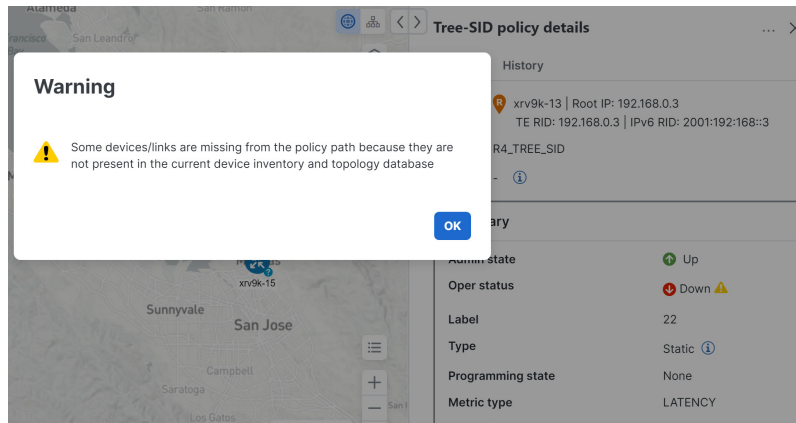 Alameda
San Ramon
San Leandro
Tree-SID policy details
...
History
Warning
R xrv9k-13 | Root IP: 192.168.0.3
TE RID: 192.168.0.3 | IPv6 RID: 2001:192:168::3
Some devices/links are missing from the policy path because they are
not present in the current device inventory and topology database
R4_TREE_SID
- i
OK
ary
Admin state Up
xrv9k-15
Oper status Down
Sunnyvale
San Jose
Label 22
Type Static i
Campbell
Programming state None
Saratoga
Metric type LATENCY
Los Gatos